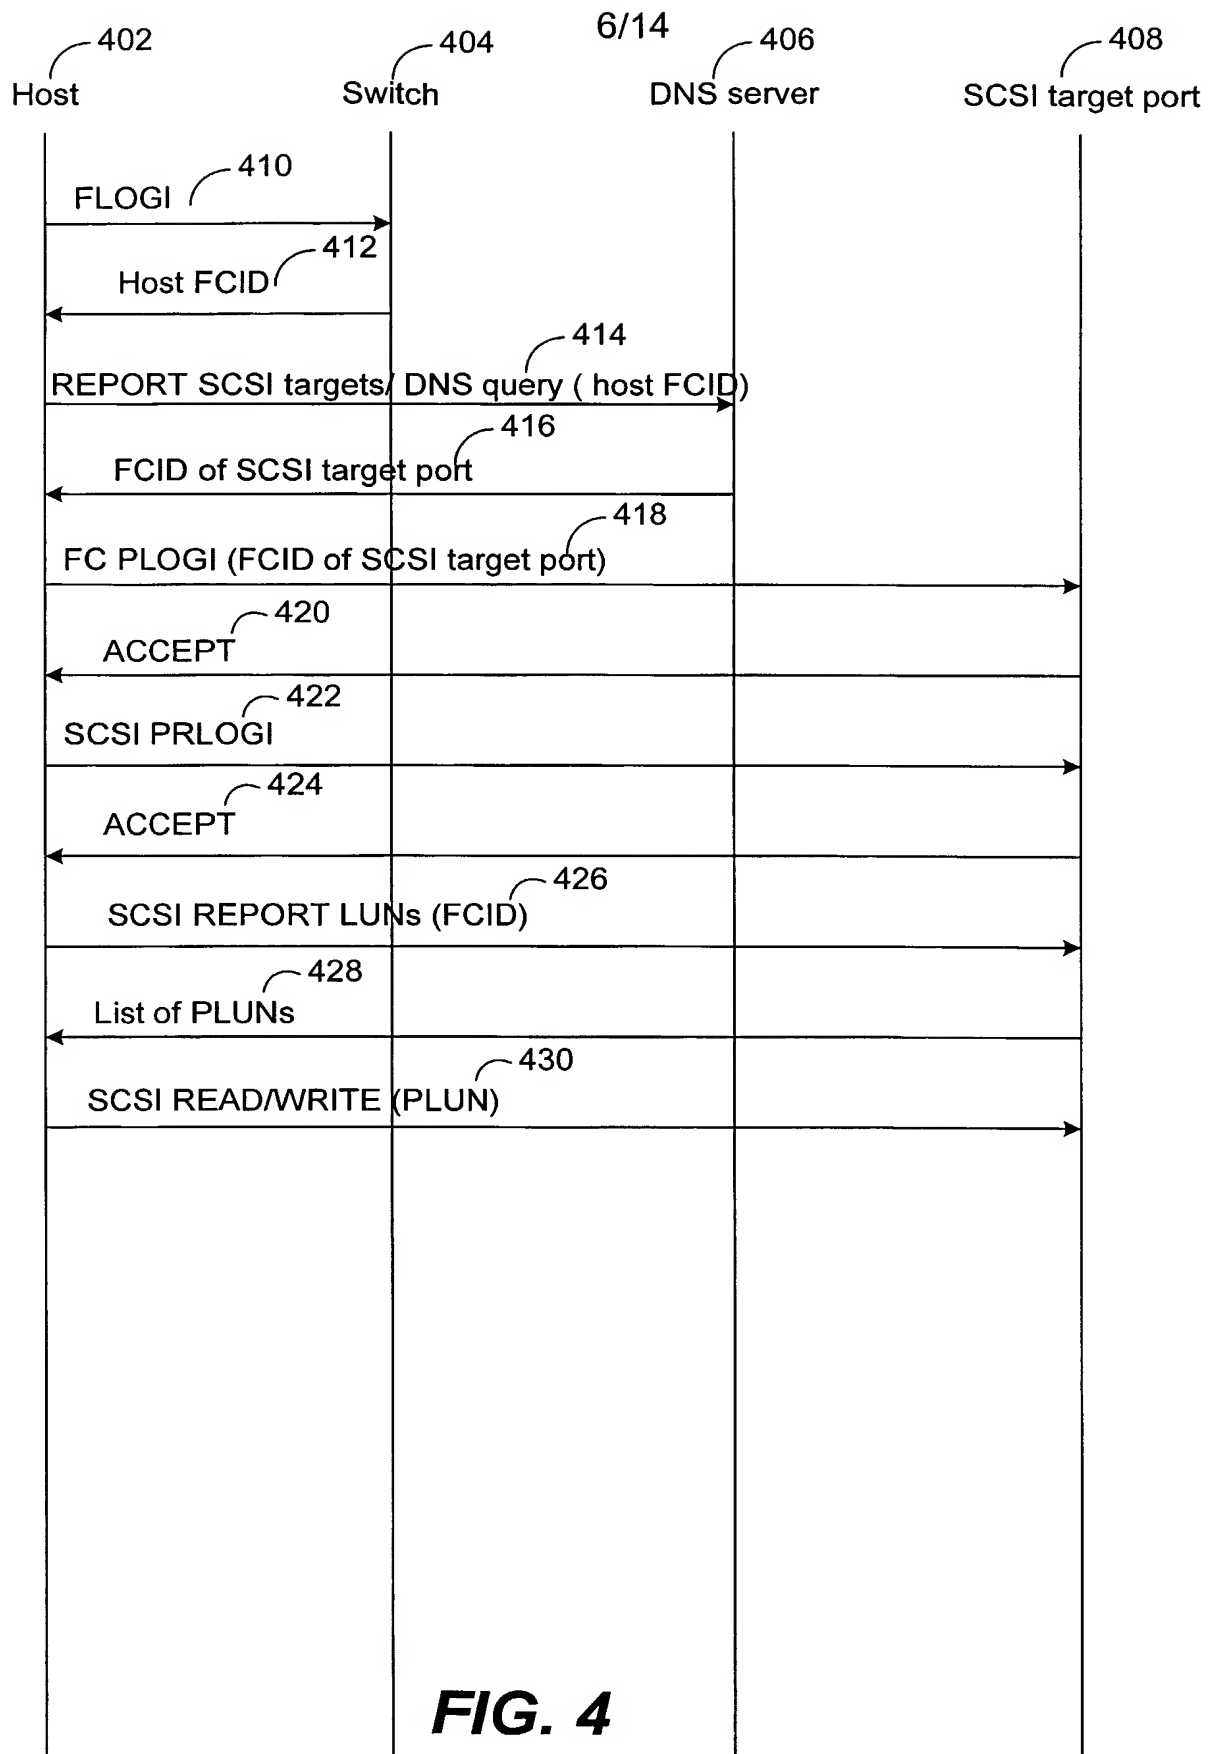 6/14
402
404
406
408
Host
Switch
DNS server
SCSI target port
410
FLOGI
412
Host FCID
414
REPORT SCSI targets/ DNS query ( host FCID)
416
FCID of SCSI target port
418
FC PLOGI (FCID of SCSI target port)
420
ACCEPT
422
SCSI PRLOGI
424
ACCEPT
426
SCSI REPORT LUNs (FCID)
428
List of PLUNs
430
SCSI READ/WRITE (PLUN)
FIG. 4